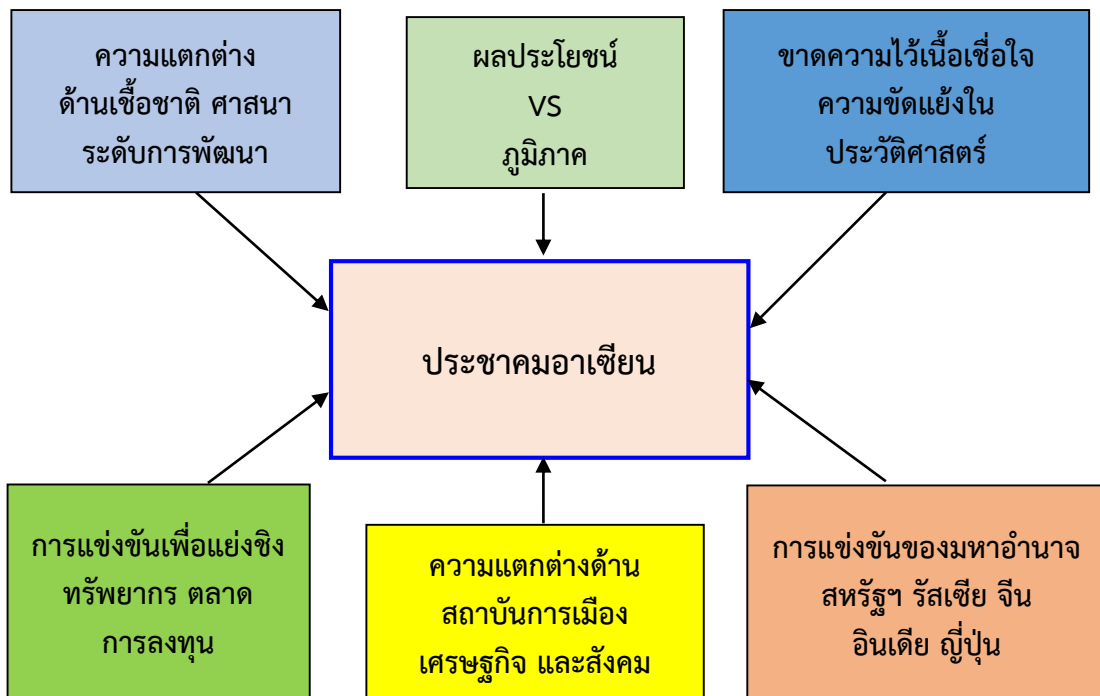 ความแตกต่าง
ด้านเชื้อชาติ ศาสนา
ระดับการพัฒนา
ผลประโยชน์
VS
ภูมิภาค
ขาดความไว้เนื้อเชื่อใจ
ความขัดแย้งใน
ประวัติศาสตร์
ประชาคมอาเซียน
การแข่งขันเพื่อแย่งชิง
ทรัพยากร ตลาด
การลงทุน
ความแตกต่างด้าน
สถาบันการเมือง
เศรษฐกิจ และสังคม
การแข่งขันของมหาอำนาจ
สหรัฐฯ รัสเซีย จีน
อินเดีย ญี่ปุ่น